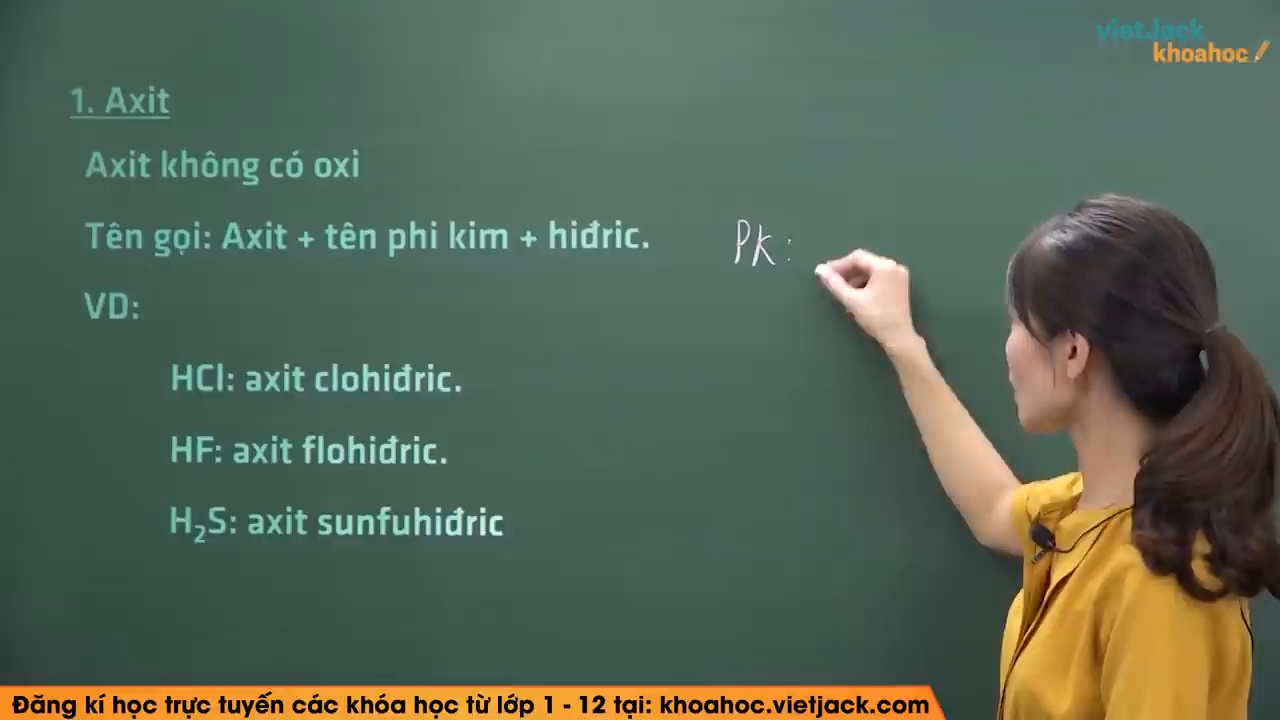 vietJack
khoahoc
1. Axit
Axit không có oxi
Tên gọi: Axit + tên phi kim + hiđric.
PK:
VD:
HCl: axit clohiđric.
HF: axit flohiđric.
H₂S: axit sunfuhiđric
Đăng kí học trực tuyến các khóa học từ lớp 1 - 12 tại: khoahoc.vietjack.com